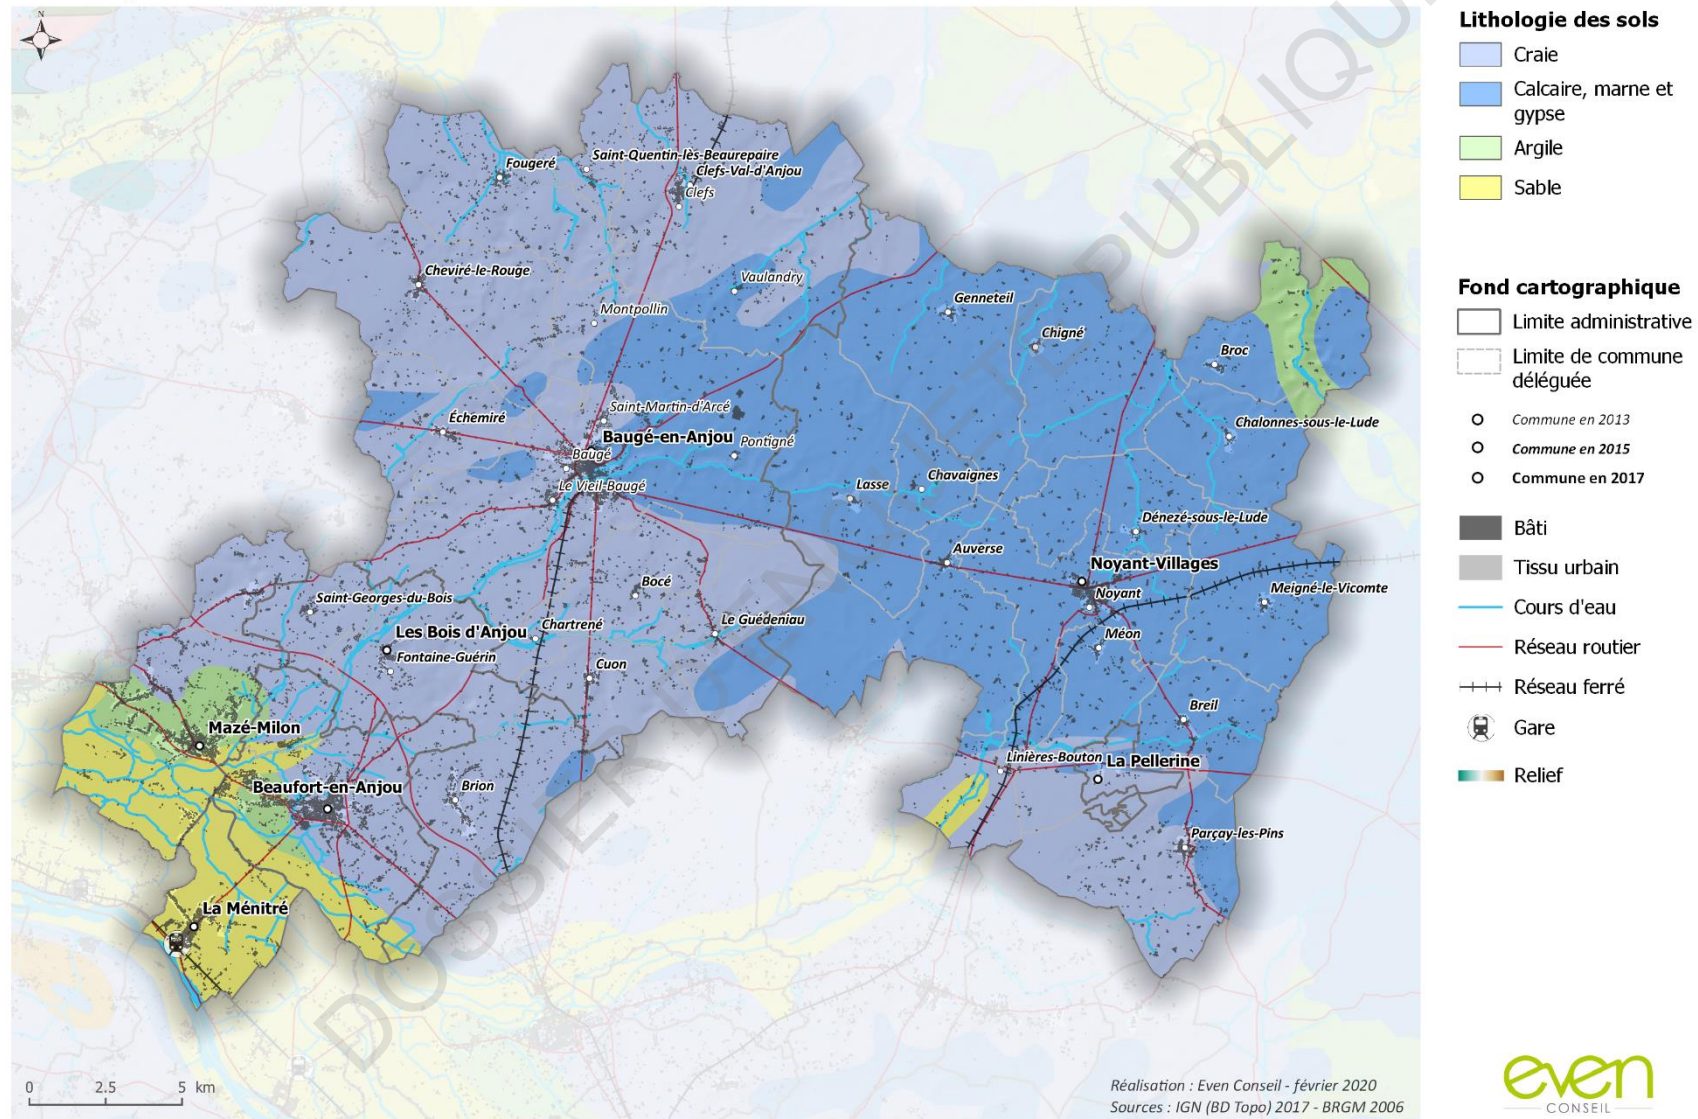 N
Fougeré
Saint-Quentin-lès-Beaurepaire
Clefs-Val-d'Anjou
Clefs
Cheviré-le-Rouge
Vaulandry
Montpollin
Genneteil
Chigné
Broc
Échemiré
Saint-Martin-d'Arcé
Baugé-en-Anjou
Pontigné
Baugé
Le Vieil-Baugé
Chalonnes-sous-le-Lude
Lasse
Chavaignes
Dénezé-sous-le-Lude
Auverse
Noyant-Villages
Noyant
Meigné-le-Vicomte
Bocé
Saint-Georges-du-Bois
Les Bois d'Anjou
Chartrené
Le Guédeniau
Fontaine-Guérin
Cuon
Méon
Mazé-Milon
Breil
Linières-Bouton
La Pellerine
Beaufort-en-Anjou
Brion
Parçay-les-Pins
La Ménitré
0 2.5 5 km
Réalisation : Even Conseil - février 2020
Sources : IGN (BD Topo) 2017 - BRGM 2006
Lithologie des sols
Craie
Calcaire, marne et
gypse
Argile
Sable
Fond cartographique
Limite administrative
Limite de commune
déléguée
Commune en 2013
Commune en 2015
Commune en 2017
Bâti
Tissu urbain
Cours d'eau
Réseau routier
Réseau ferré
Gare
Relief
even
CONSEIL